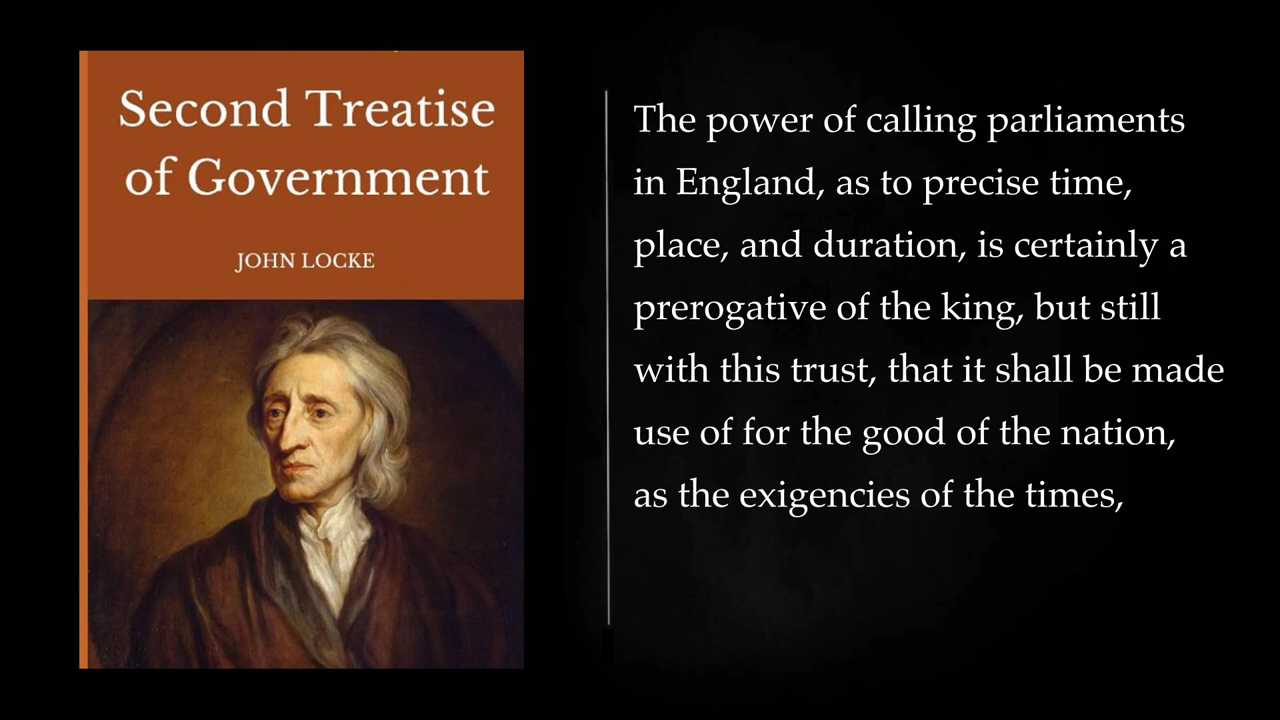 Second Treatise
of Government
JOHN LOCKE
The power of calling parliaments
in England, as to precise time,
place, and duration, is certainly a
prerogative of the king, but still
with this trust, that it shall be made
use of for the good of the nation,
as the exigencies of the times,